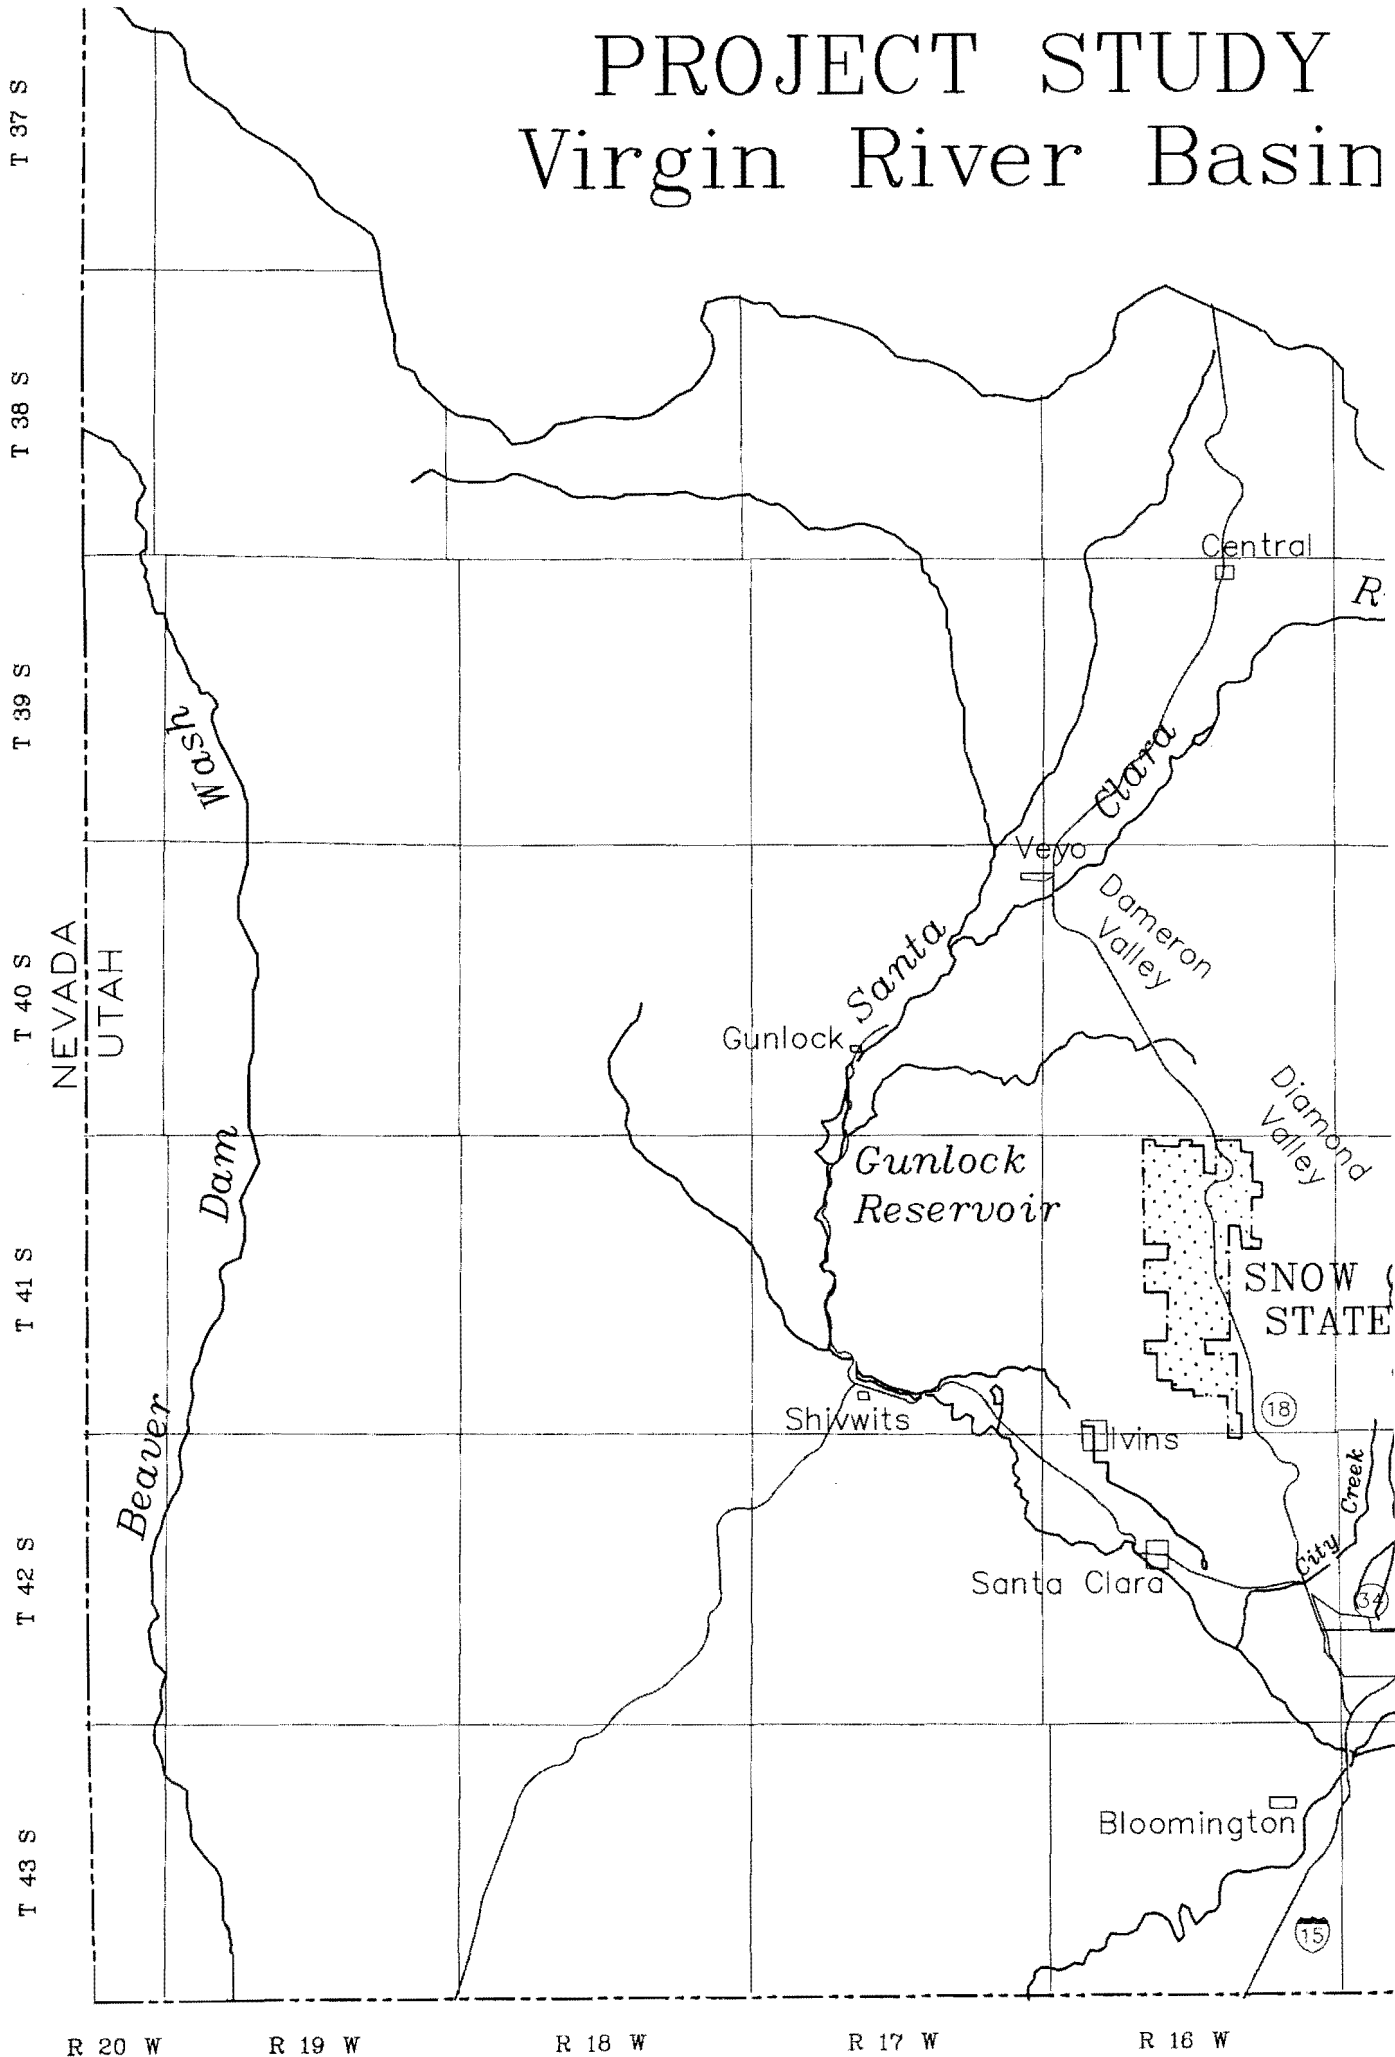 PROJECT STUDY
Virgin River Basin
T 37 S
T 38 S
Central
R
T 39 S
Wash
Clara
Veyo
Dameron
Valley
Santa
NEVADA
UTAH
T 40 S
Gunlock
Diamond
Valley
Dam
Gunlock
Reservoir
T 41 S
SNOW
STATE
Beaver
Shivwits
18
Ivins
City Creek
T 42 S
Santa Clara
34
Bloomington
T 43 S
15
R 20 W
R 19 W
R 18 W
R 17 W
R 16 W